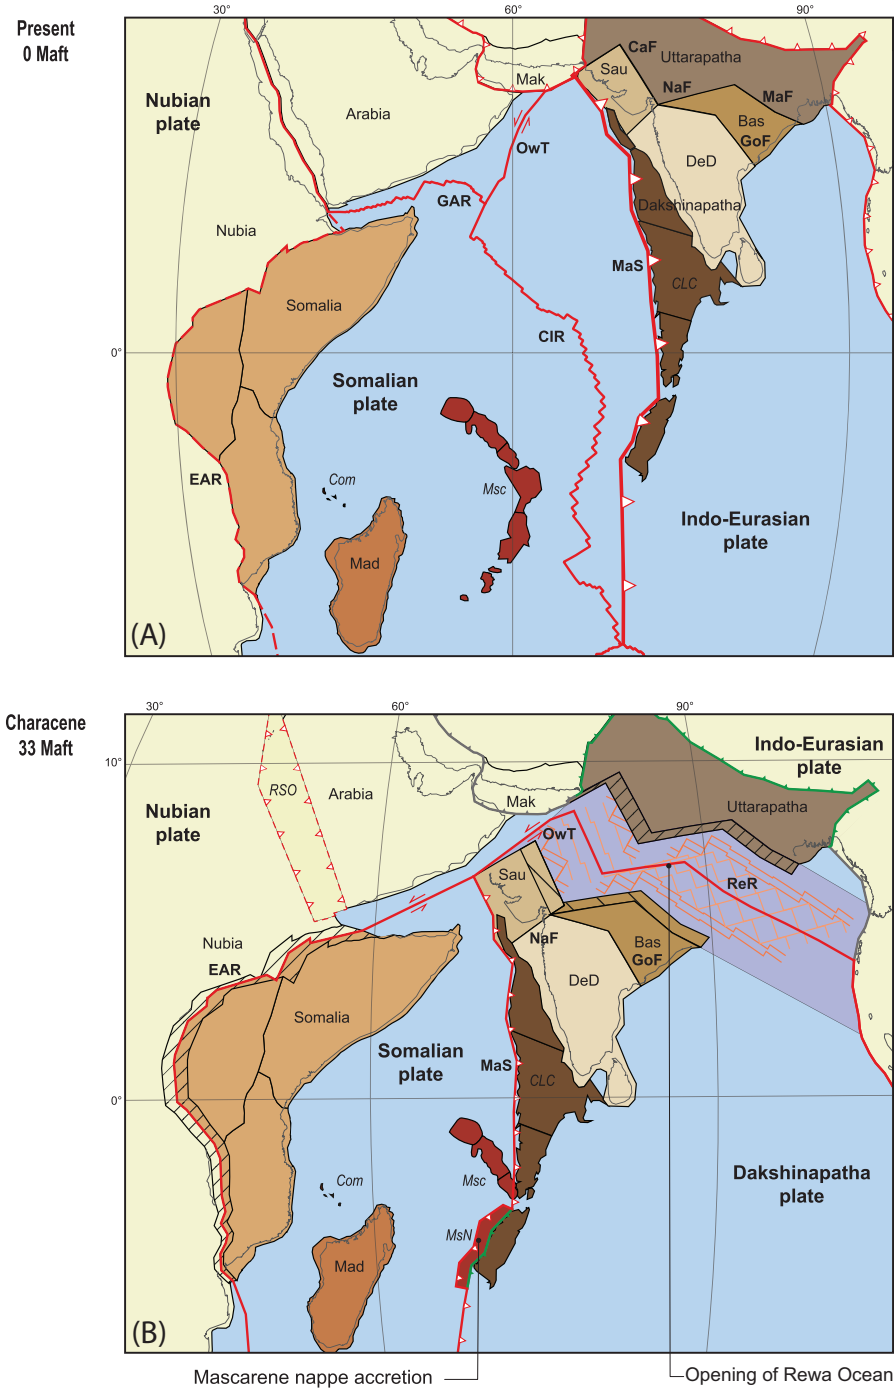 30°
60°
90°
Present
0 Maft
CaF
Uttarapatha
Sau
Mak
NaF
MaF
Nubian
plate
Arabia
Bas
GoF
OwT
DeD
GAR
Dakshinapatha
Nubia
MaS
CLC
Somalia
CIR
0°
Somalian
plate
EAR
Com
Msc
Indo-Eurasian
plate
Mad
(A)
30°
60°
90°
Characene
33 Maft
Indo-Eurasian
plate
10°
RSO
Arabia
Mak
Uttarapatha
Nubian
plate
OwT
Sau
ReR
Nubia
EAR
NaF
Bas
GoF
DeD
Somalia
Somalian
plate
MaS
CLC
0°
Com
Msc
Dakshinapatha
plate
MsN
Mad
(B)
Mascarene nappe accretion
Opening of Rewa Ocean